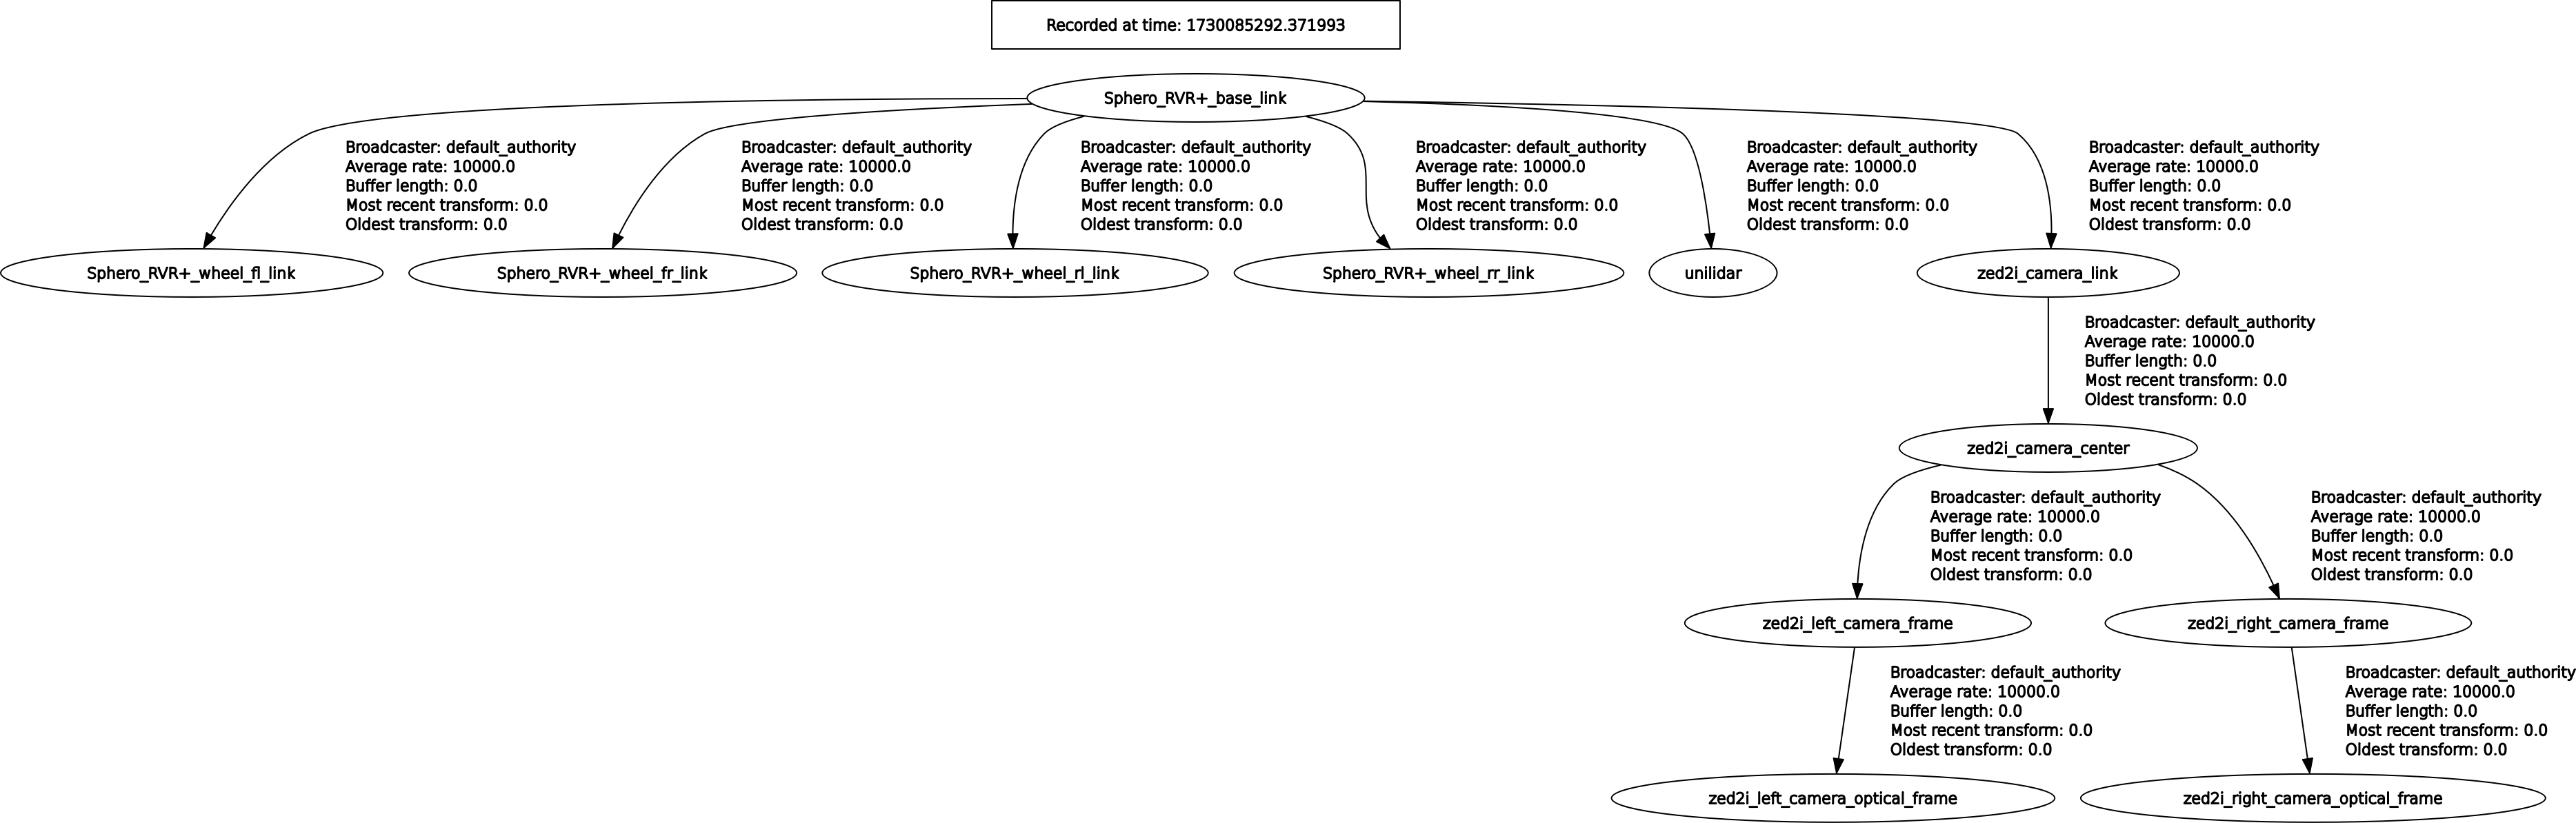 Recorded at time: 1730085292.371993
Sphero_RVR+_base_link
Broadcaster: default_authority
Average rate: 10000.0
Buffer length: 0.0
Most recent transform: 0.0
Oldest transform: 0.0
Broadcaster: default_authority
Average rate: 10000.0
Buffer length: 0.0
Most recent transform: 0.0
Oldest transform: 0.0
Broadcaster: default_authority
Average rate: 10000.0
Buffer length: 0.0
Most recent transform: 0.0
Oldest transform: 0.0
Broadcaster: default_authority
Average rate: 10000.0
Buffer length: 0.0
Most recent transform: 0.0
Oldest transform: 0.0
Broadcaster: default_authority
Average rate: 10000.0
Buffer length: 0.0
Most recent transform: 0.0
Oldest transform: 0.0
Broadcaster: default_authority
Average rate: 10000.0
Buffer length: 0.0
Most recent transform: 0.0
Oldest transform: 0.0
Sphero_RVR+_wheel_fl_link
Sphero_RVR+_wheel_fr_link
Sphero_RVR+_wheel_rl_link
Sphero_RVR+_wheel_rr_link
unilidar
zed2i_camera_link
Broadcaster: default_authority
Average rate: 10000.0
Buffer length: 0.0
Most recent transform: 0.0
Oldest transform: 0.0
zed2i_camera_center
Broadcaster: default_authority
Average rate: 10000.0
Buffer length: 0.0
Most recent transform: 0.0
Oldest transform: 0.0
Broadcaster: default_authority
Average rate: 10000.0
Buffer length: 0.0
Most recent transform: 0.0
Oldest transform: 0.0
zed2i_left_camera_frame
zed2i_right_camera_frame
Broadcaster: default_authority
Average rate: 10000.0
Buffer length: 0.0
Most recent transform: 0.0
Oldest transform: 0.0
Broadcaster: default_authority
Average rate: 10000.0
Buffer length: 0.0
Most recent transform: 0.0
Oldest transform: 0.0
zed2i_left_camera_optical_frame
zed2i_right_camera_optical_frame